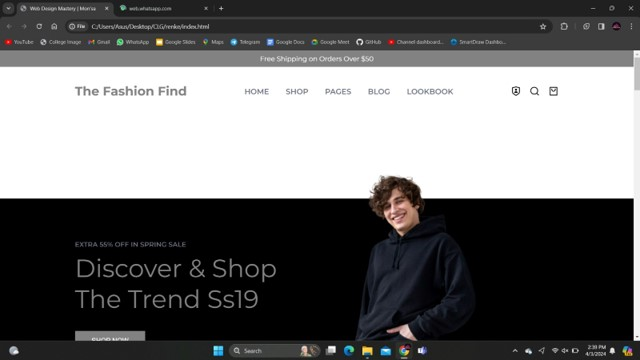 Web Design Mastery | Mor
web.whatsapp.com
File
C:/Users/Asus/Desktop/CLG/renke/index.html
YouTube
College Image
Gmail
WhatsApp
Google Slides
Maps
Telegram
Google Docs
Google Meet
GitHub
Channel dashboard...
SmartDraw Dashbo...
Free Shipping on Orders Over $50
The Fashion Find
HOME SHOP PAGES BLOG LOOKBOOK
EXTRA 55% OFF IN SPRING SALE
Discover & Shop
The Trend Ss19
SHOP NOW
Search
2:39 PM
4/3/2024